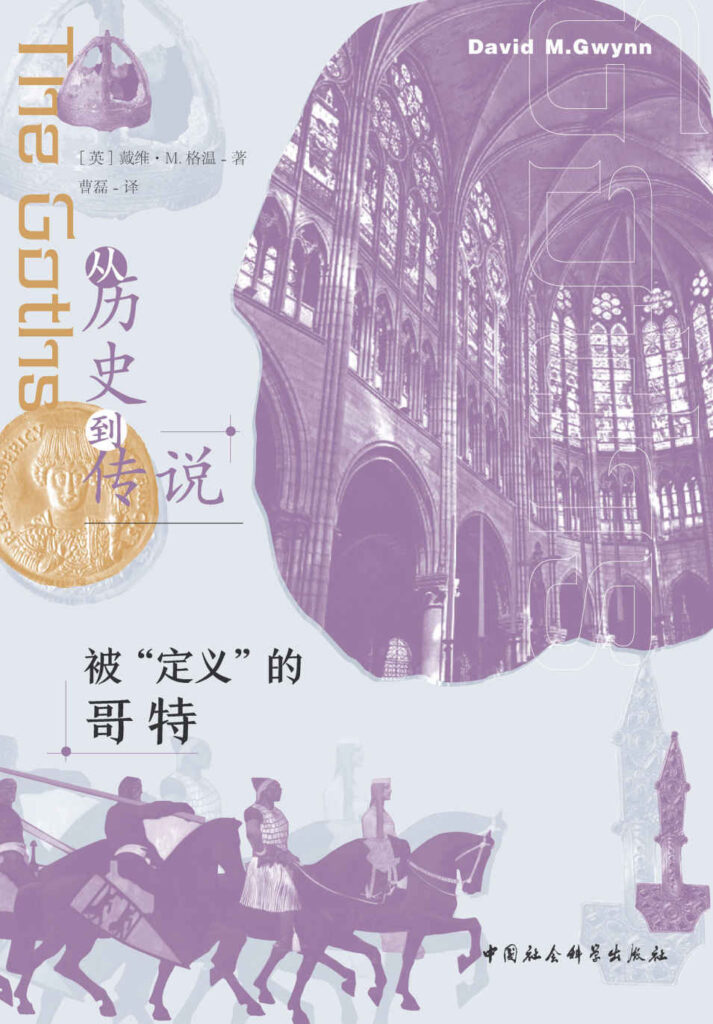 David M.Gwynn
The Goths
[英]戴维·M.格温-著
曹磊-译
从
历
史
到
传说
被“定义”的
哥特
中国社会科学出版社